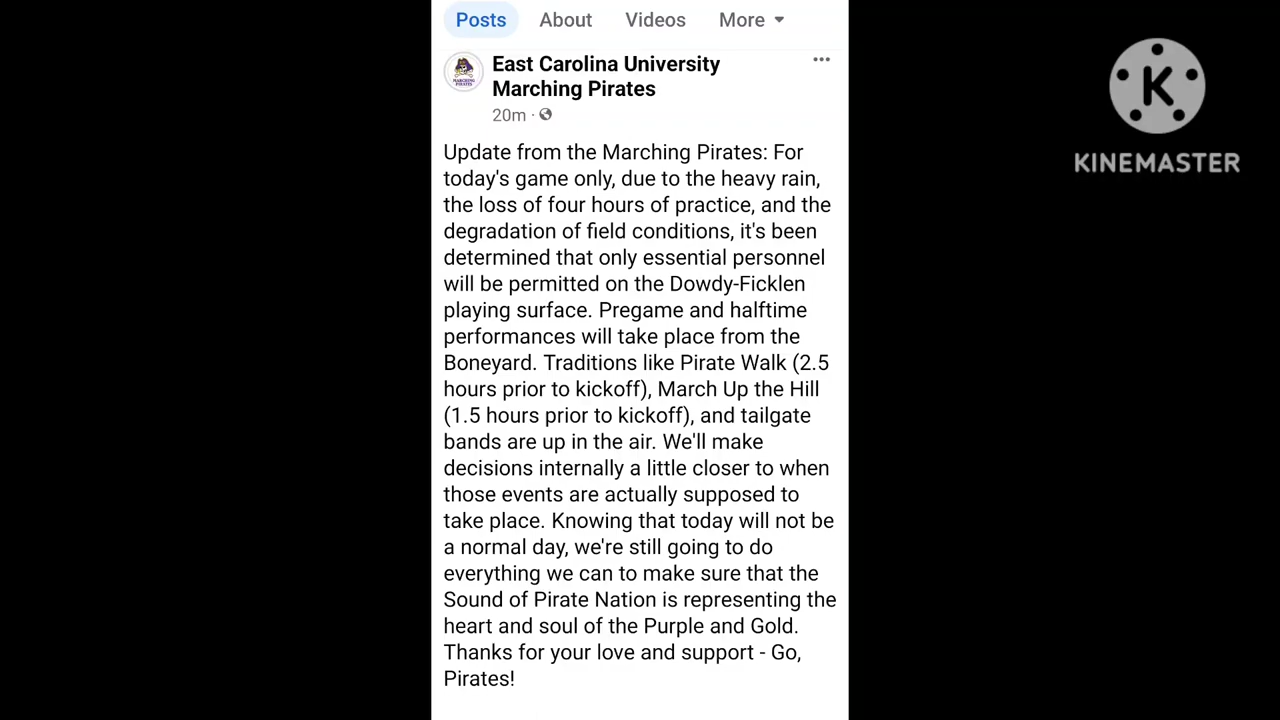 Posts About Videos More
East Carolina University
Marching Pirates
20m ·
Update from the Marching Pirates: For
today's game only, due to the heavy rain,
the loss of four hours of practice, and the
degradation of field conditions, it's been
determined that only essential personnel
will be permitted on the Dowdy-Ficklen
playing surface. Pregame and halftime
performances will take place from the
Boneyard. Traditions like Pirate Walk (2.5
hours prior to kickoff), March Up the Hill
(1.5 hours prior to kickoff), and tailgate
bands are up in the air. We'll make
decisions internally a little closer to when
those events are actually supposed to
take place. Knowing that today will not be
a normal day, we're still going to do
everything we can to make sure that the
Sound of Pirate Nation is representing the
heart and soul of the Purple and Gold.
Thanks for your love and support - Go,
Pirates!
K
KINEMASTER